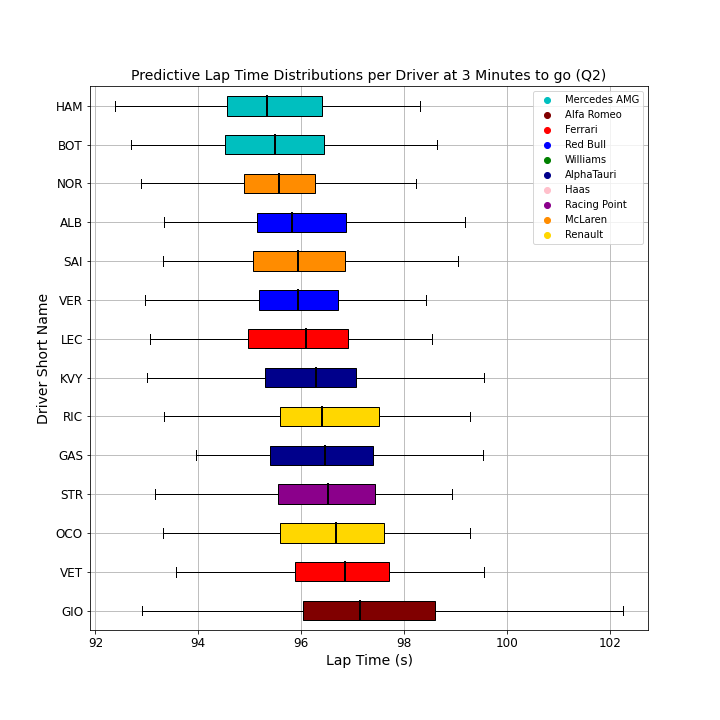 Predictive Lap Time Distributions per Driver at 3 Minutes to go (Q2)
HAM
BOT
NOR
ALB
SAI
VER
LEC
KVY
RIC
GAS
STR
OCO
VET
GIO
Driver Short Name
Mercedes AMG
Alfa Romeo
Ferrari
Red Bull
Williams
AlphaTauri
Haas
Racing Point
McLaren
Renault
92 94 96 98 100 102
Lap Time (s)